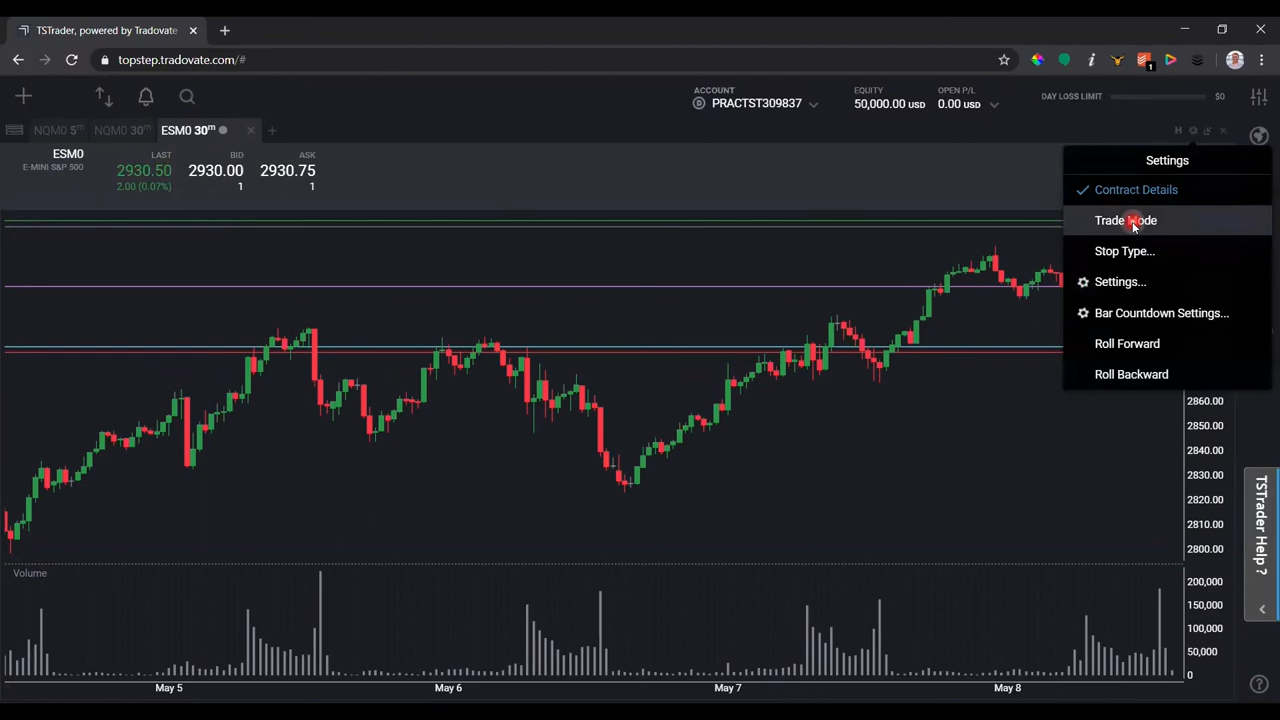 TSTrader, powered by Tradovate
topstep.tradovate.com/#
1
ACCOUNT
D PRACTST309837
EQUITY
50,000.00 USD
OPEN P/L
0.00 USD
DAY LOSS LIMIT
$0
NQM0 5m
NQM0 30m
ESM0 30m
H
ESM0
E-MINI S&P 500
LAST
2930.50
2.00 (0.07%)
BID
2930.00
1
ASK
2930.75
1
Settings
Contract Details
Trade Mode
Stop Type...
Settings...
Bar Countdown Settings...
Roll Forward
Roll Backward
2860.00
2850.00
2840.00
2830.00
2820.00
2810.00
2800.00
TSTrader Help ?
Volume
200,000
150,000
100,000
50,000
0
May 5
May 6
May 7
May 8